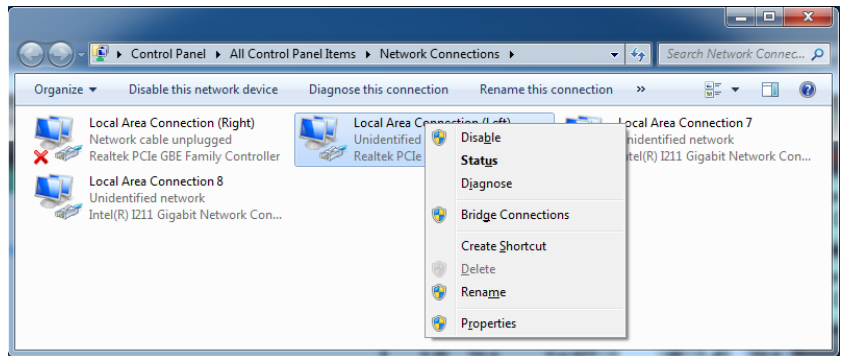 Control Panel ▸ All Control Panel Items ▸ Network Connections ▸
Search Network Connec...
Organize ▾ Disable this network device Diagnose this connection Rename this connection »
Local Area Connection (Right)
Network cable unplugged
Realtek PCIe GBE Family Controller
Local Area Connection (Left)
Unidentified
Realtek PCIe
Local Area Connection 7
nidentified network
tel(R) I211 Gigabit Network Con...
Local Area Connection 8
Unidentified network
Intel(R) I211 Gigabit Network Con...
Disable
Status
Diagnose
Bridge Connections
Create Shortcut
Delete
Rename
Properties